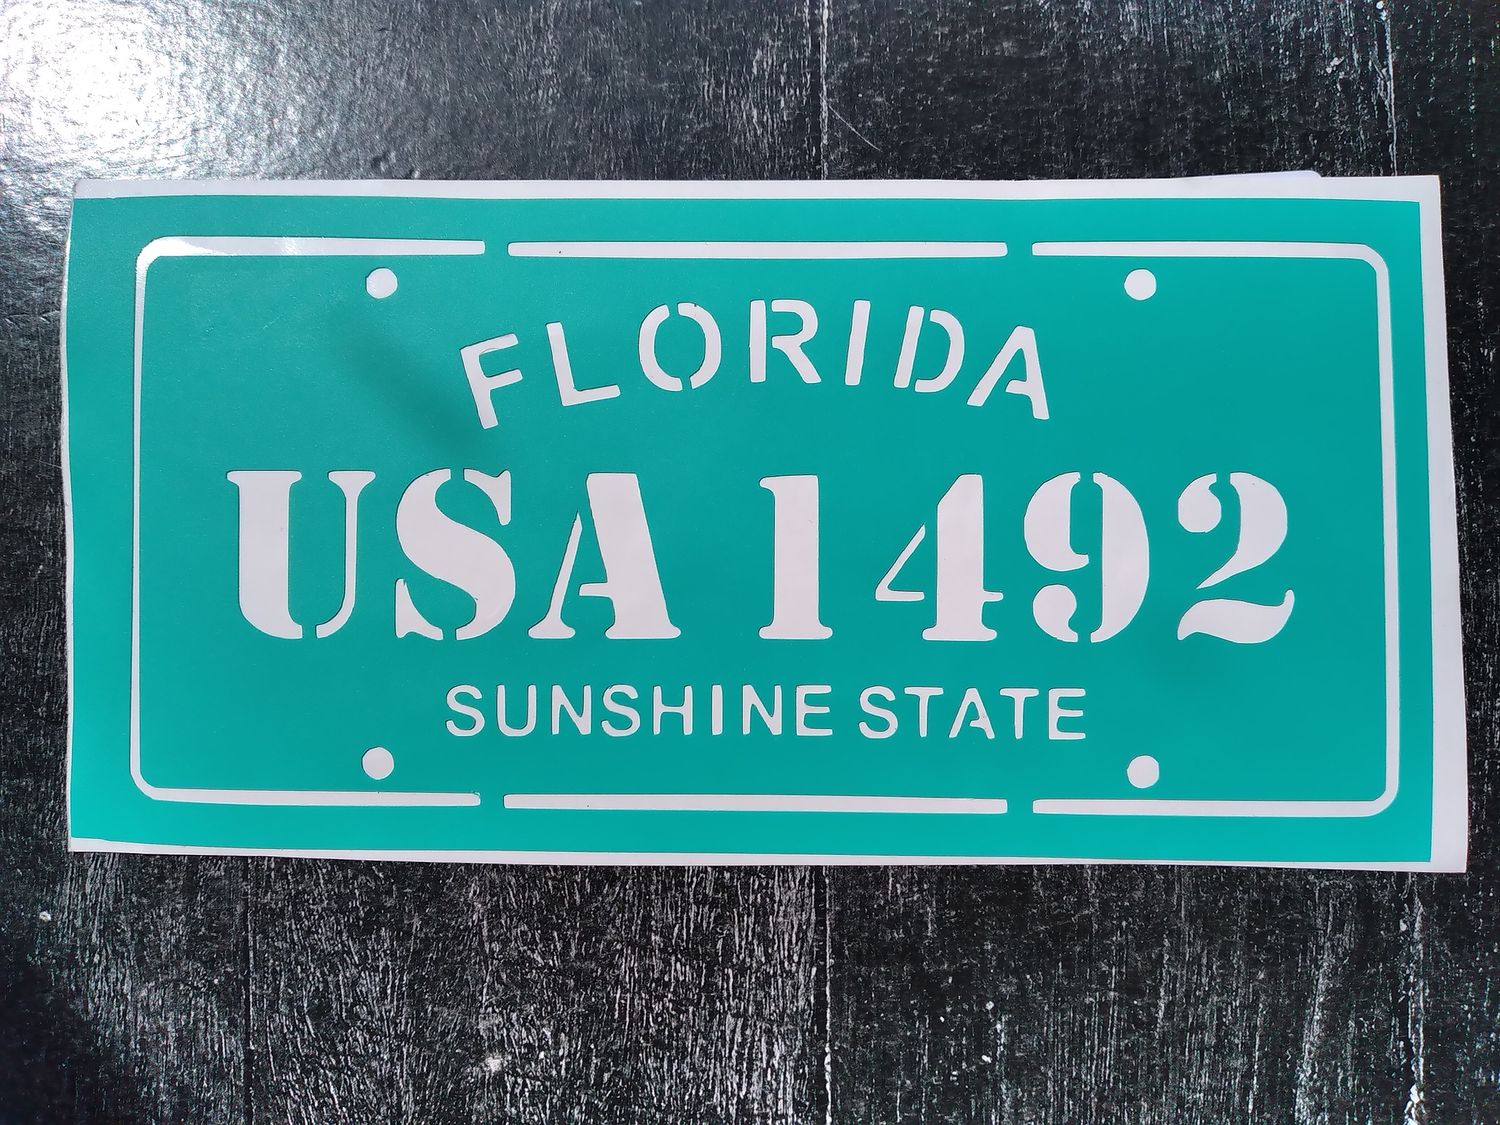 FLORIDA
USA 1492
SUNSHINE STATE